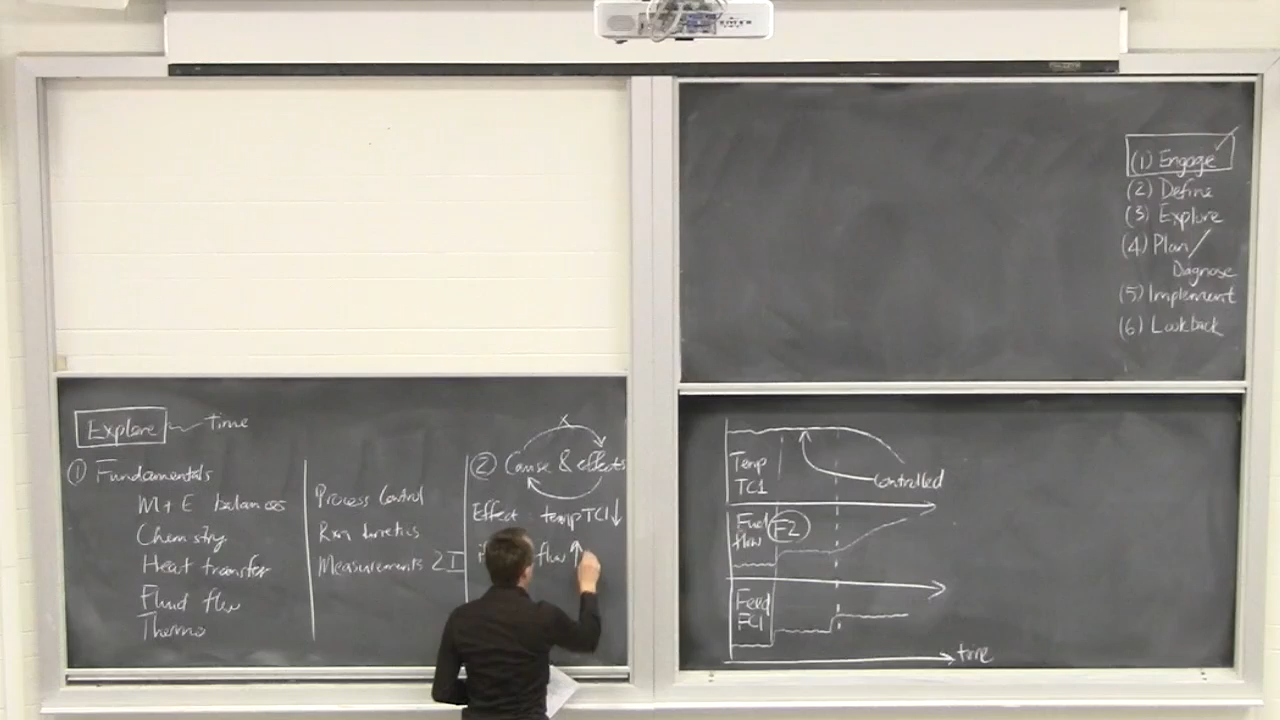 Explore Time
① Fundamentals
M + E balances
Chemistry
Heat transfer
Fluid flow
Thermo
Process Control
Rxn kinetics
Measurements
② Cause & effects
x
Effect: temp TC1↓
flow ↑
(1) Engage ✓
(2) Define
(3) Explore
(4) Plan/
Diagnose
(5) Implement
(6) Lookback
Temp
TC1
Controlled
Fuel
flow F2
Feed
FC1
time